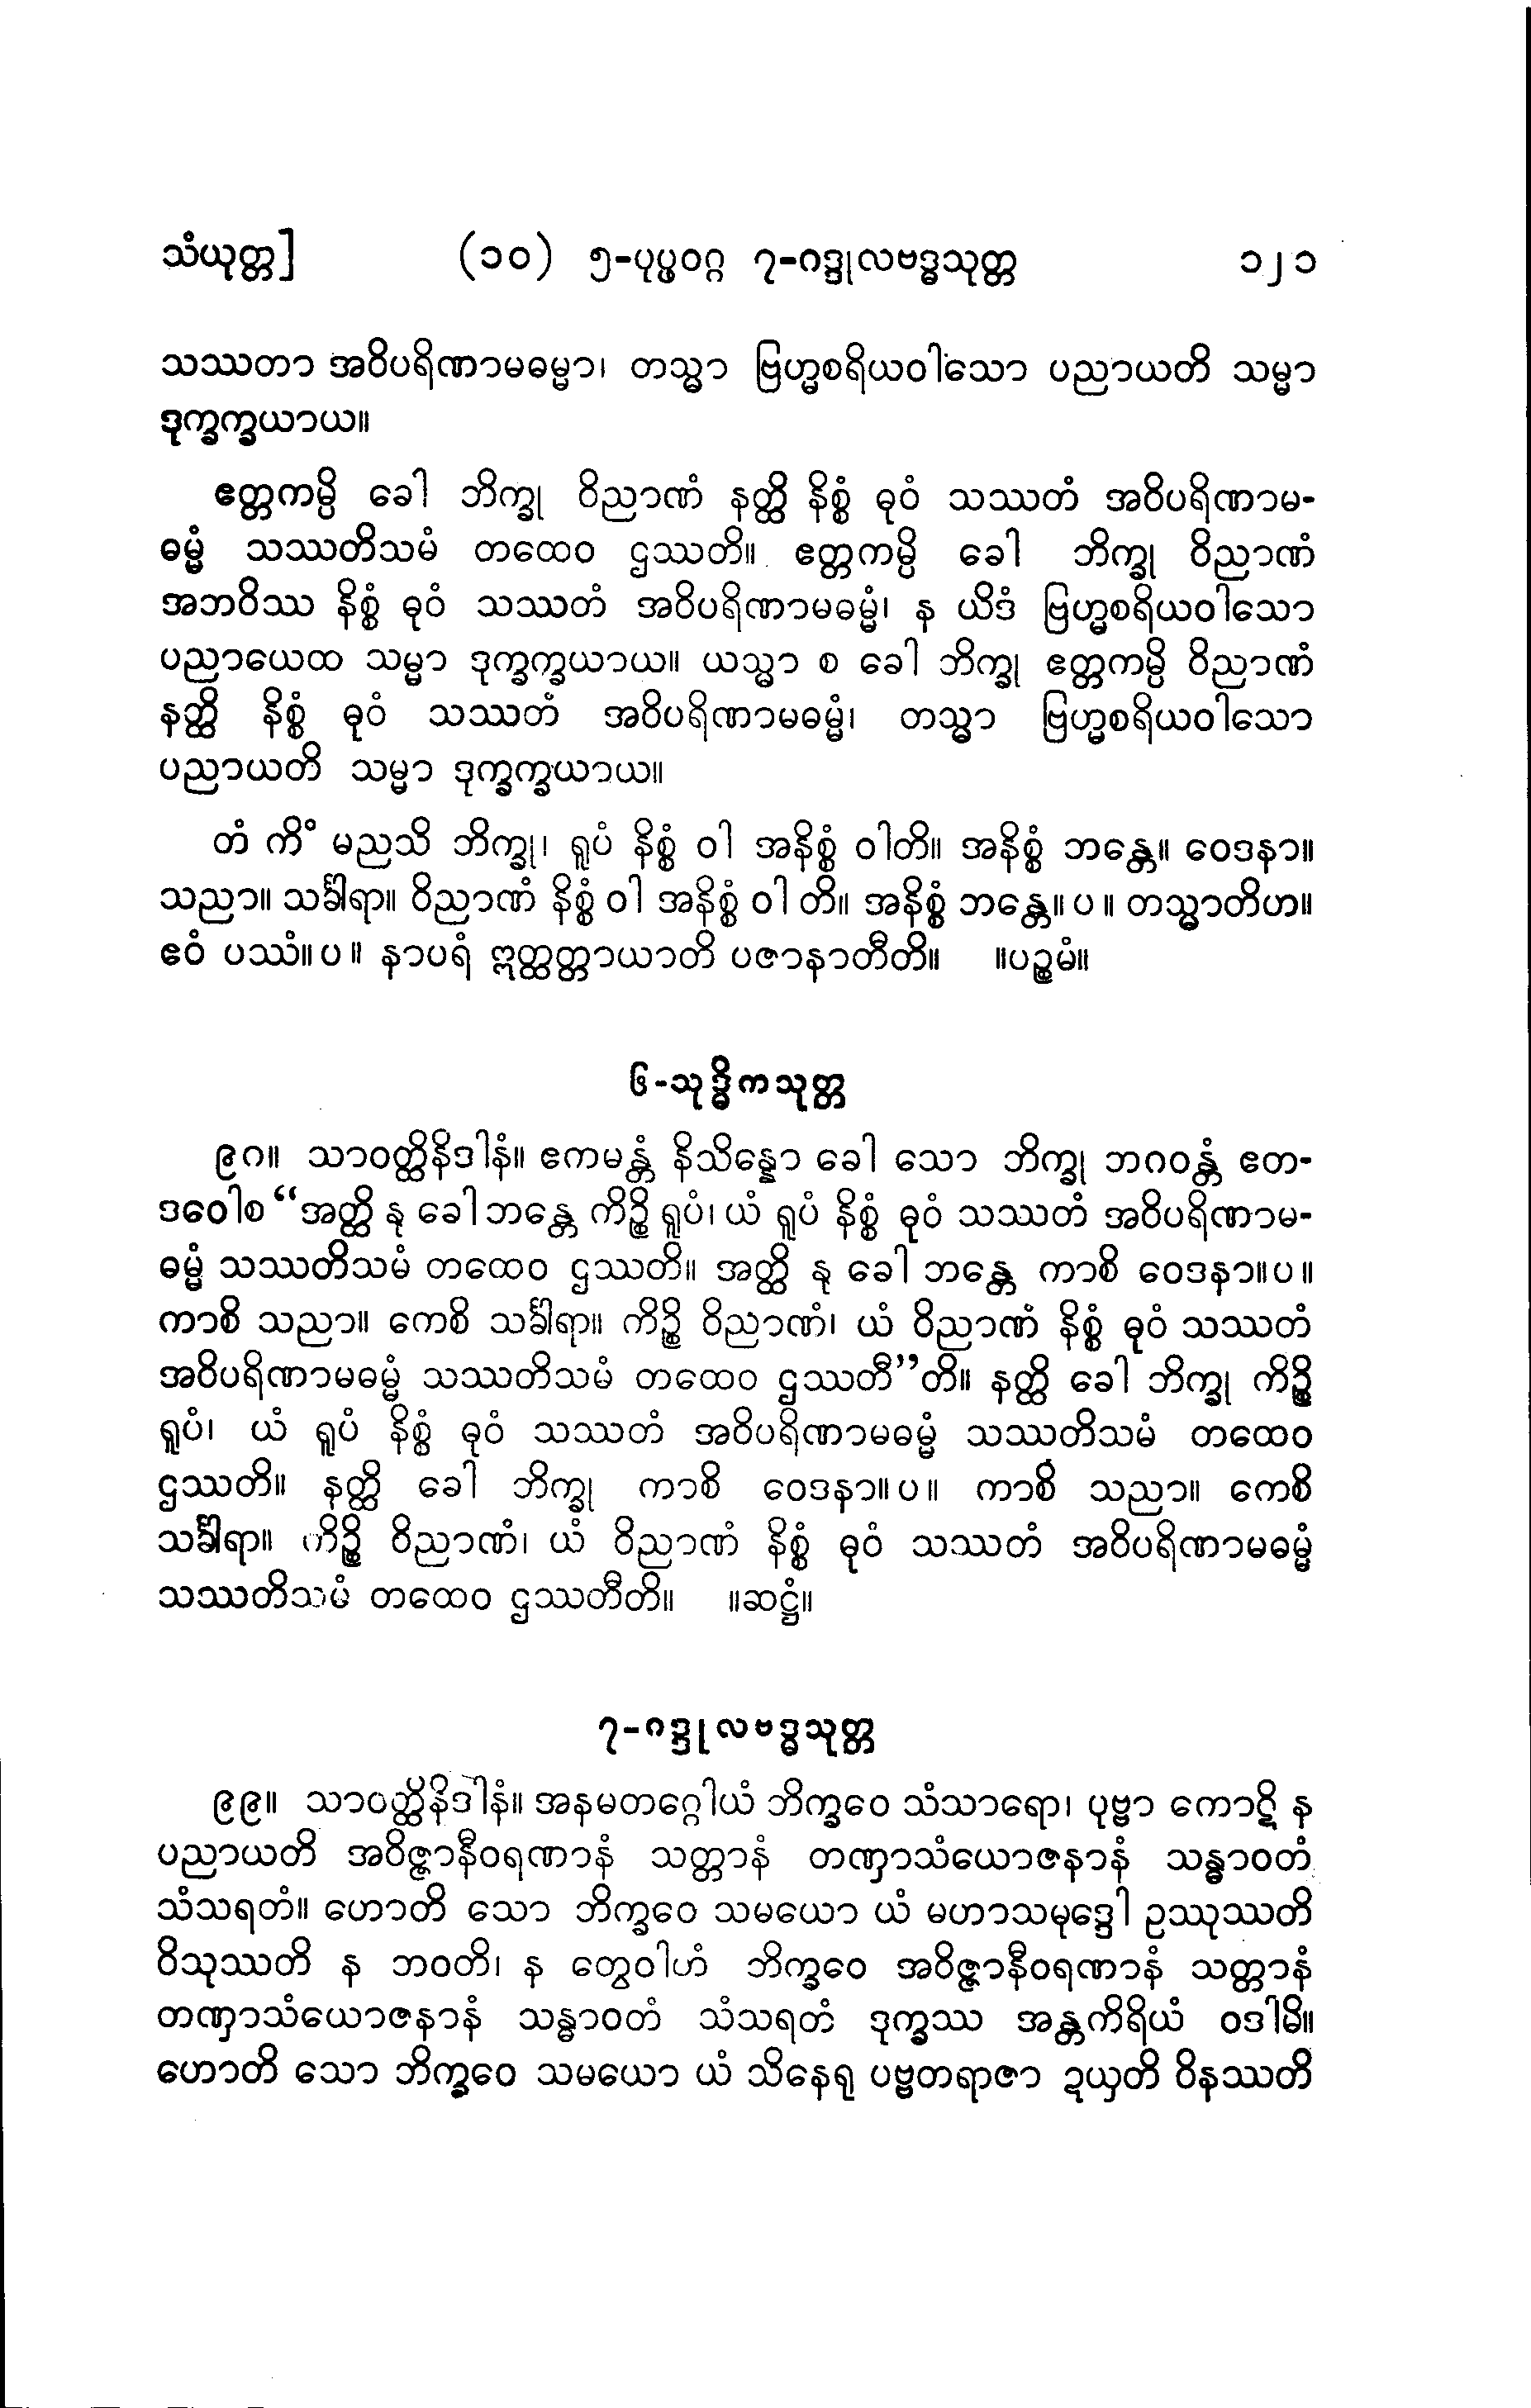 သံယုတ္တ] (၁၀) ၅-ပုပ္ဖဝဂ္ဂ ၇-ဂဒ္ဒုလဗဒ္ဓသုတ္တ ၁၂၁
သဿတာ အဝိပရိဏာမဓမ္မာ၊ တသ္မာ ဗြဟ္မစရိယဝါသော ပညာယတိ သမ္မာ
ဒုက္ခက္ခယာယ။
ဧတ္တကမ္ပိ ခေါ ဘိက္ခု ဝိညာဏံ နတ္ထိ နိစ္စံ ဓုဝံ သဿတံ အဝိပရိဏာမ-
ဓမ္မံ သဿတိသမံ တထေဝ ဌဿတိ။ ဧတ္တကမ္ပိ ခေါ ဘိက္ခု ဝိညာဏံ
အဘဝိဿ နိစ္စံ ဓုဝံ သဿတံ အဝိပရိဏာမဓမ္မံ၊ န ယိဒံ ဗြဟ္မစရိယဝါသော
ပညာယေထ သမ္မာ ဒုက္ခက္ခယာယ။ ယသ္မာ စ ခေါ ဘိက္ခု ဧတ္တကမ္ပိ ဝိညာဏံ
နတ္ထိ နိစ္စံ ဓုဝံ သဿတံ အဝိပရိဏာမဓမ္မံ၊ တသ္မာ ဗြဟ္မစရိယဝါသော
ပညာယတိ သမ္မာ ဒုက္ခက္ခယာယ။
တံ ကိံ မညသိ ဘိက္ခု၊ ရူပံ နိစ္စံ ဝါ အနိစ္စံ ဝါတိ။ အနိစ္စံ ဘန္တေ။ ဝေဒနာ။
သညာ။ သင်္ခါရာ။ ဝိညာဏံ နိစ္စံ ဝါ အနိစ္စံ ဝါ တိ။ အနိစ္စံ ဘန္တေ။ ပ ။ တသ္မာတိဟ။
ဧဝံ ပဿံ။ ပ ။ နာပရံ ဣတ္ထတ္တာယာတိ ပဇာနာတီတိ။ ။ပဉ္စမံ။
၆-သုဒ္ဓိကသုတ္တ
၉၈။ သာဝတ္ထိနိဒါနံ။ ဧကမန္တံ နိသိန္နော ခေါ သော ဘိက္ခု ဘဂဝန္တံ ဧတ-
ဒဝေါစ “အတ္ထိ နု ခေါ ဘန္တေ ကိဉ္စိ ရူပံ၊ ယံ ရူပံ နိစ္စံ ဓုဝံ သဿတံ အဝိပရိဏာမ-
ဓမ္မံ သဿတိသမံ တထေဝ ဌဿတိ။ အတ္ထိ နု ခေါ ဘန္တေ ကာစိ ဝေဒနာ။ပ။
ကာစိ သညာ။ ကေစိ သင်္ခါရာ။ ကိဉ္စိ ဝိညာဏံ၊ ယံ ဝိညာဏံ နိစ္စံ ဓုဝံ သဿတံ
အဝိပရိဏာမဓမ္မံ သဿတိသမံ တထေဝ ဌဿတီ”တိ။ နတ္ထိ ခေါ ဘိက္ခု ကိဉ္စိ
ရူပံ၊ ယံ ရူပံ နိစ္စံ ဓုဝံ သဿတံ အဝိပရိဏာမဓမ္မံ သဿတိသမံ တထေဝ
ဌဿတိ။ နတ္ထိ ခေါ ဘိက္ခု ကာစိ ဝေဒနာ။ပ။ ကာစိ သညာ။ ကေစိ
သင်္ခါရာ။ ကိဉ္စိ ဝိညာဏံ၊ ယံ ဝိညာဏံ နိစ္စံ ဓုဝံ သဿတံ အဝိပရိဏာမဓမ္မံ
သဿတိသမံ တထေဝ ဌဿတီတိ။ ။ဆဋ္ဌံ။
၇-ဂဒ္ဒုလဗဒ္ဓသုတ္တ
၉၉။ သာဝတ္ထိနိဒါနံ။ အနမတဂ္ဂေါယံ ဘိက္ခဝေ သံသာရော၊ ပုဗ္ဗာ ကောဋိ န
ပညာယတိ အဝိဇ္ဇာနီဝရဏာနံ သတ္တာနံ တဏှာသံယောဇနာနံ သန္ဓာဝတံ
သံသရတံ။ ဟောတိ သော ဘိက္ခဝေ သမယော ယံ မဟာသမုဒ္ဒေါ ဥဿုဿတိ
ဝိသုဿတိ န ဘဝတိ၊ န တွေဝါဟံ ဘိက္ခဝေ အဝိဇ္ဇာနီဝရဏာနံ သတ္တာနံ
တဏှာသံယောဇနာနံ သန္ဓာဝတံ သံသရတံ ဒုက္ခဿ အန္တကိရိယံ ဝဒါမိ။
ဟောတိ သော ဘိက္ခဝေ သမယော ယံ သိနေရု ပဗ္ဗတရာဇာ ဍယှတိ ဝိနဿတိ